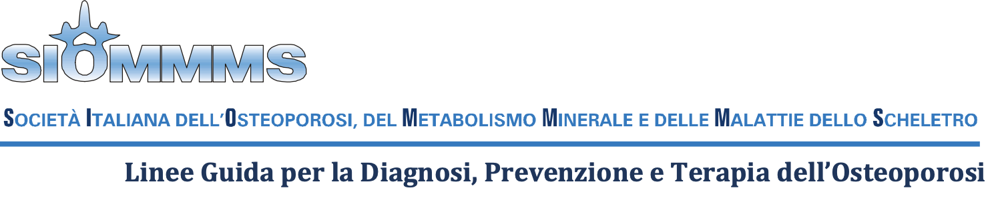 SIOMMMS
SOCIETÀ ITALIANA DELL'OSTEOPOROSI, DEL METABOLISMO MINERALE E DELLE MALATTIE DELLO SCHELETRO
Linee Guida per la Diagnosi, Prevenzione e Terapia dell’Osteoporosi